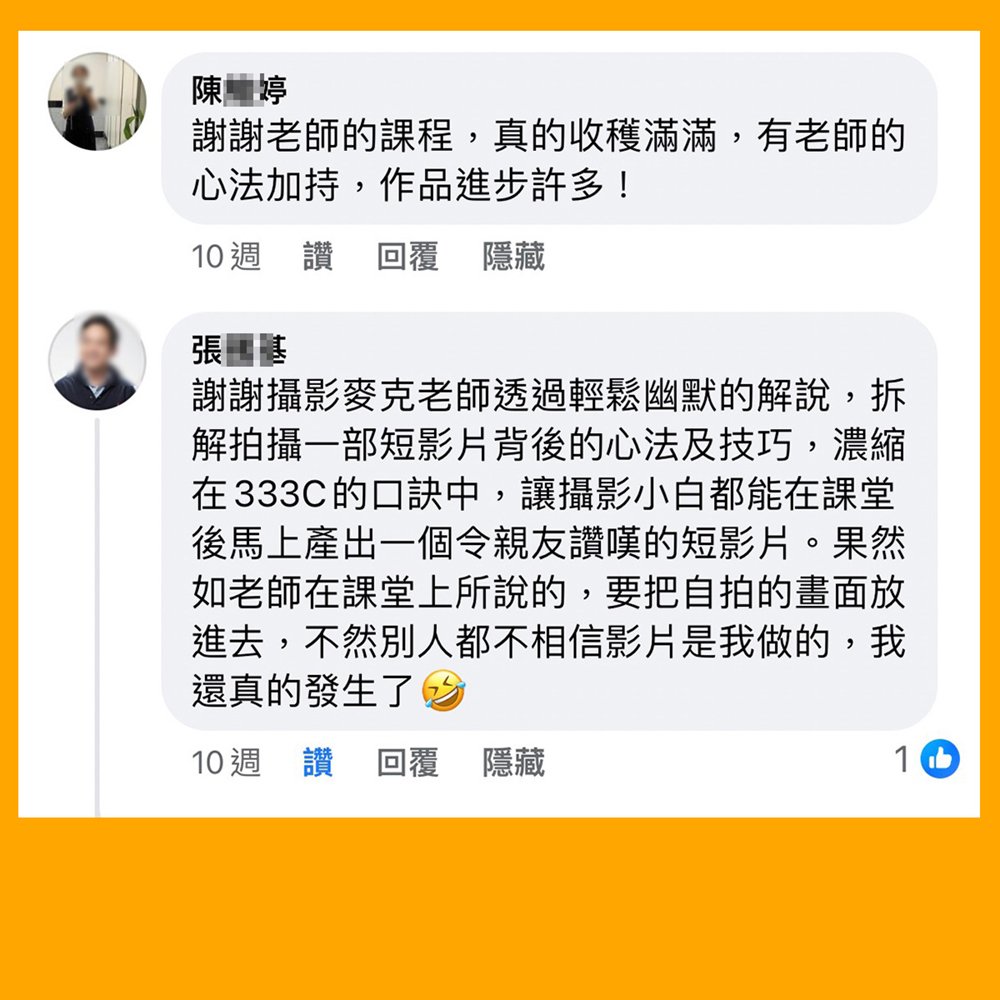 陳 婷
謝謝老師的課程，真的收穫滿滿，有老師的
心法加持，作品進步許多！
10 週 讚 回覆 隱藏
張 基
謝謝攝影麥克老師透過輕鬆幽默的解說，拆
解拍攝一部短影片背後的心法及技巧，濃縮
在333C的口訣中，讓攝影小白都能在課堂
後馬上產出一個令親友讚嘆的短影片。果然
如老師在課堂上所說的，要把自拍的畫面放
進去，不然別人都不相信影片是我做的，我
還真的發生了🤣
10 週 讚 回覆 隱藏 1